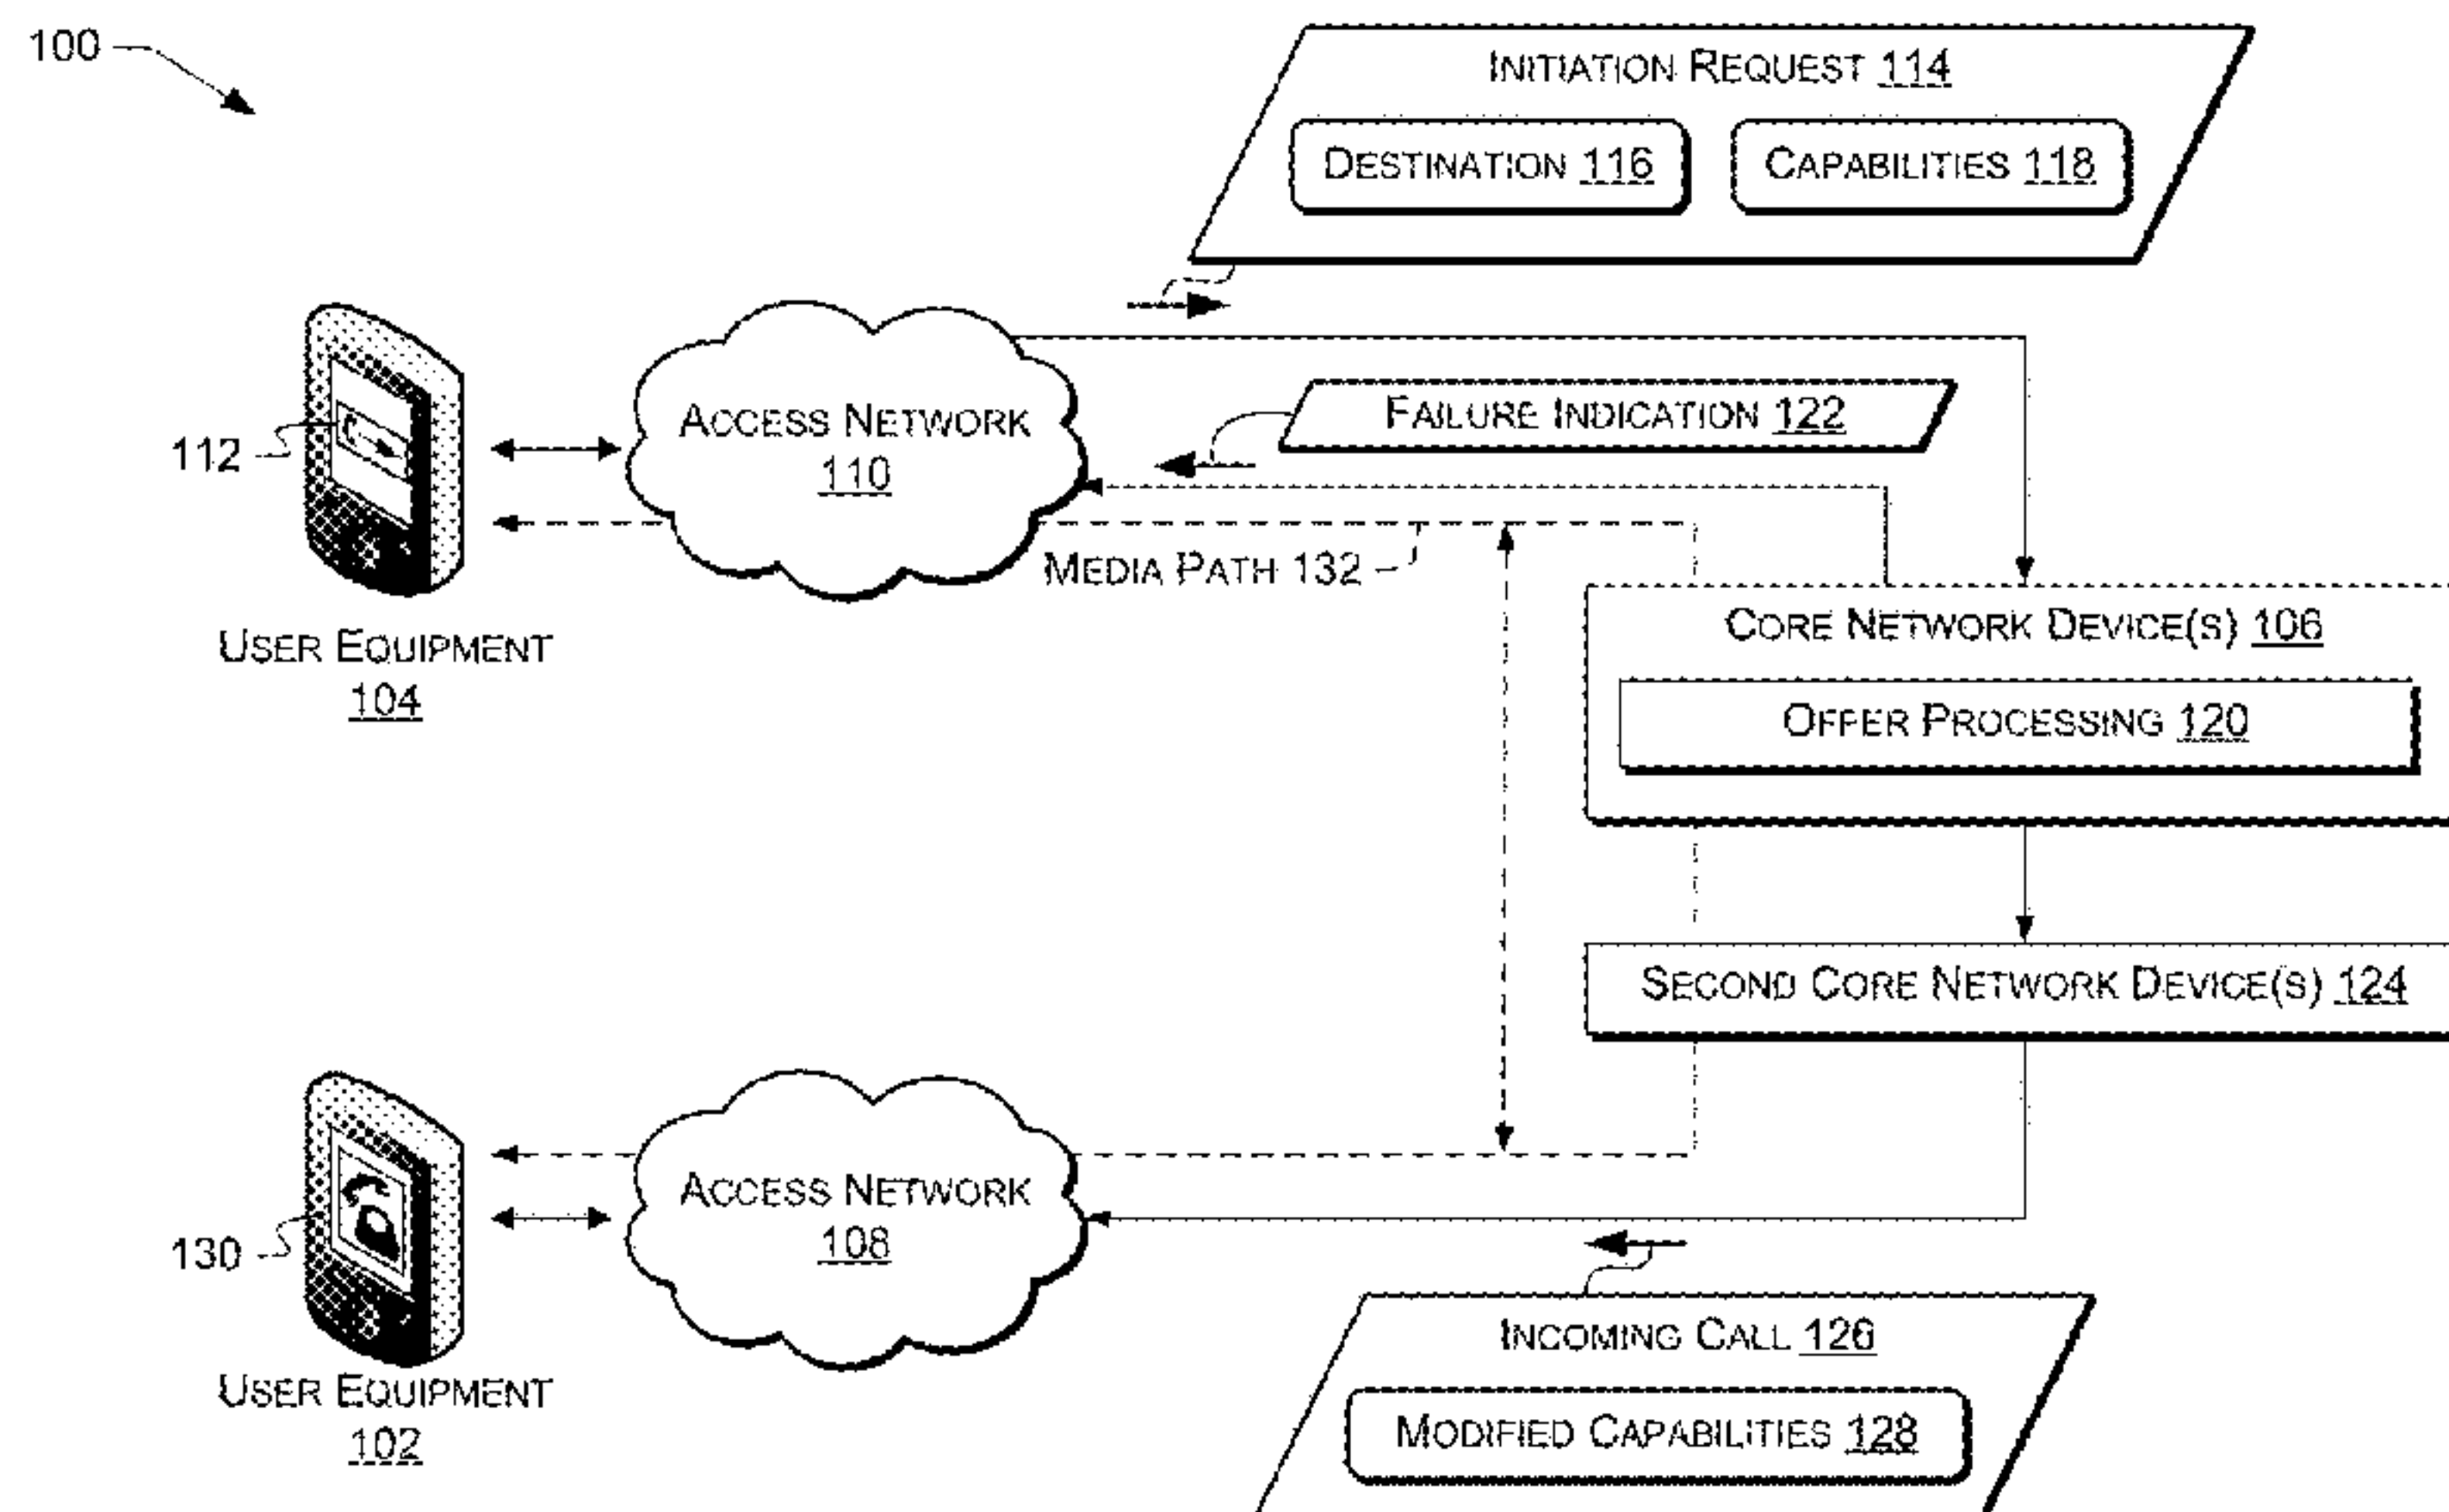 100
INITIATION REQUEST 114
DESTINATION 116
CAPABILITIES 118
112
ACCESS NETWORK
110
FAILURE INDICATION 122
MEDIA PATH 132
USER EQUIPMENT
104
CORE NETWORK DEVICE(S) 106
OFFER PROCESSING 120
SECOND CORE NETWORK DEVICE(S) 124
130
ACCESS NETWORK
108
USER EQUIPMENT
102
INCOMING CALL 126
MODIFIED CAPABILITIES 128